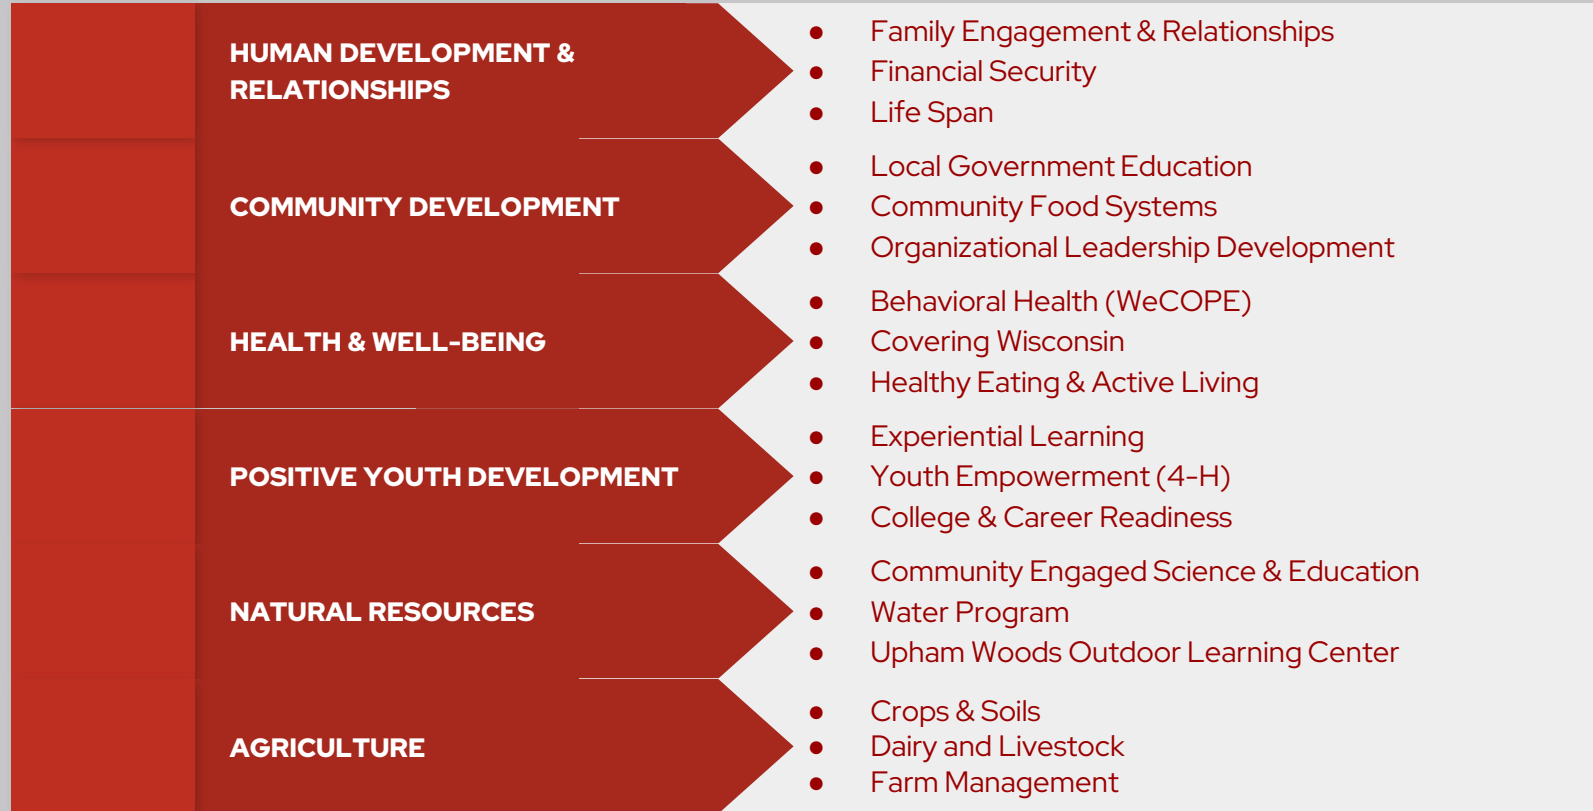 HUMAN DEVELOPMENT &
RELATIONSHIPS
● Family Engagement & Relationships
● Financial Security
● Life Span
COMMUNITY DEVELOPMENT
● Local Government Education
● Community Food Systems
● Organizational Leadership Development
HEALTH & WELL-BEING
● Behavioral Health (WeCOPE)
● Covering Wisconsin
● Healthy Eating & Active Living
POSITIVE YOUTH DEVELOPMENT
● Experiential Learning
● Youth Empowerment (4-H)
● College & Career Readiness
NATURAL RESOURCES
● Community Engaged Science & Education
● Water Program
● Upham Woods Outdoor Learning Center
AGRICULTURE
● Crops & Soils
● Dairy and Livestock
● Farm Management